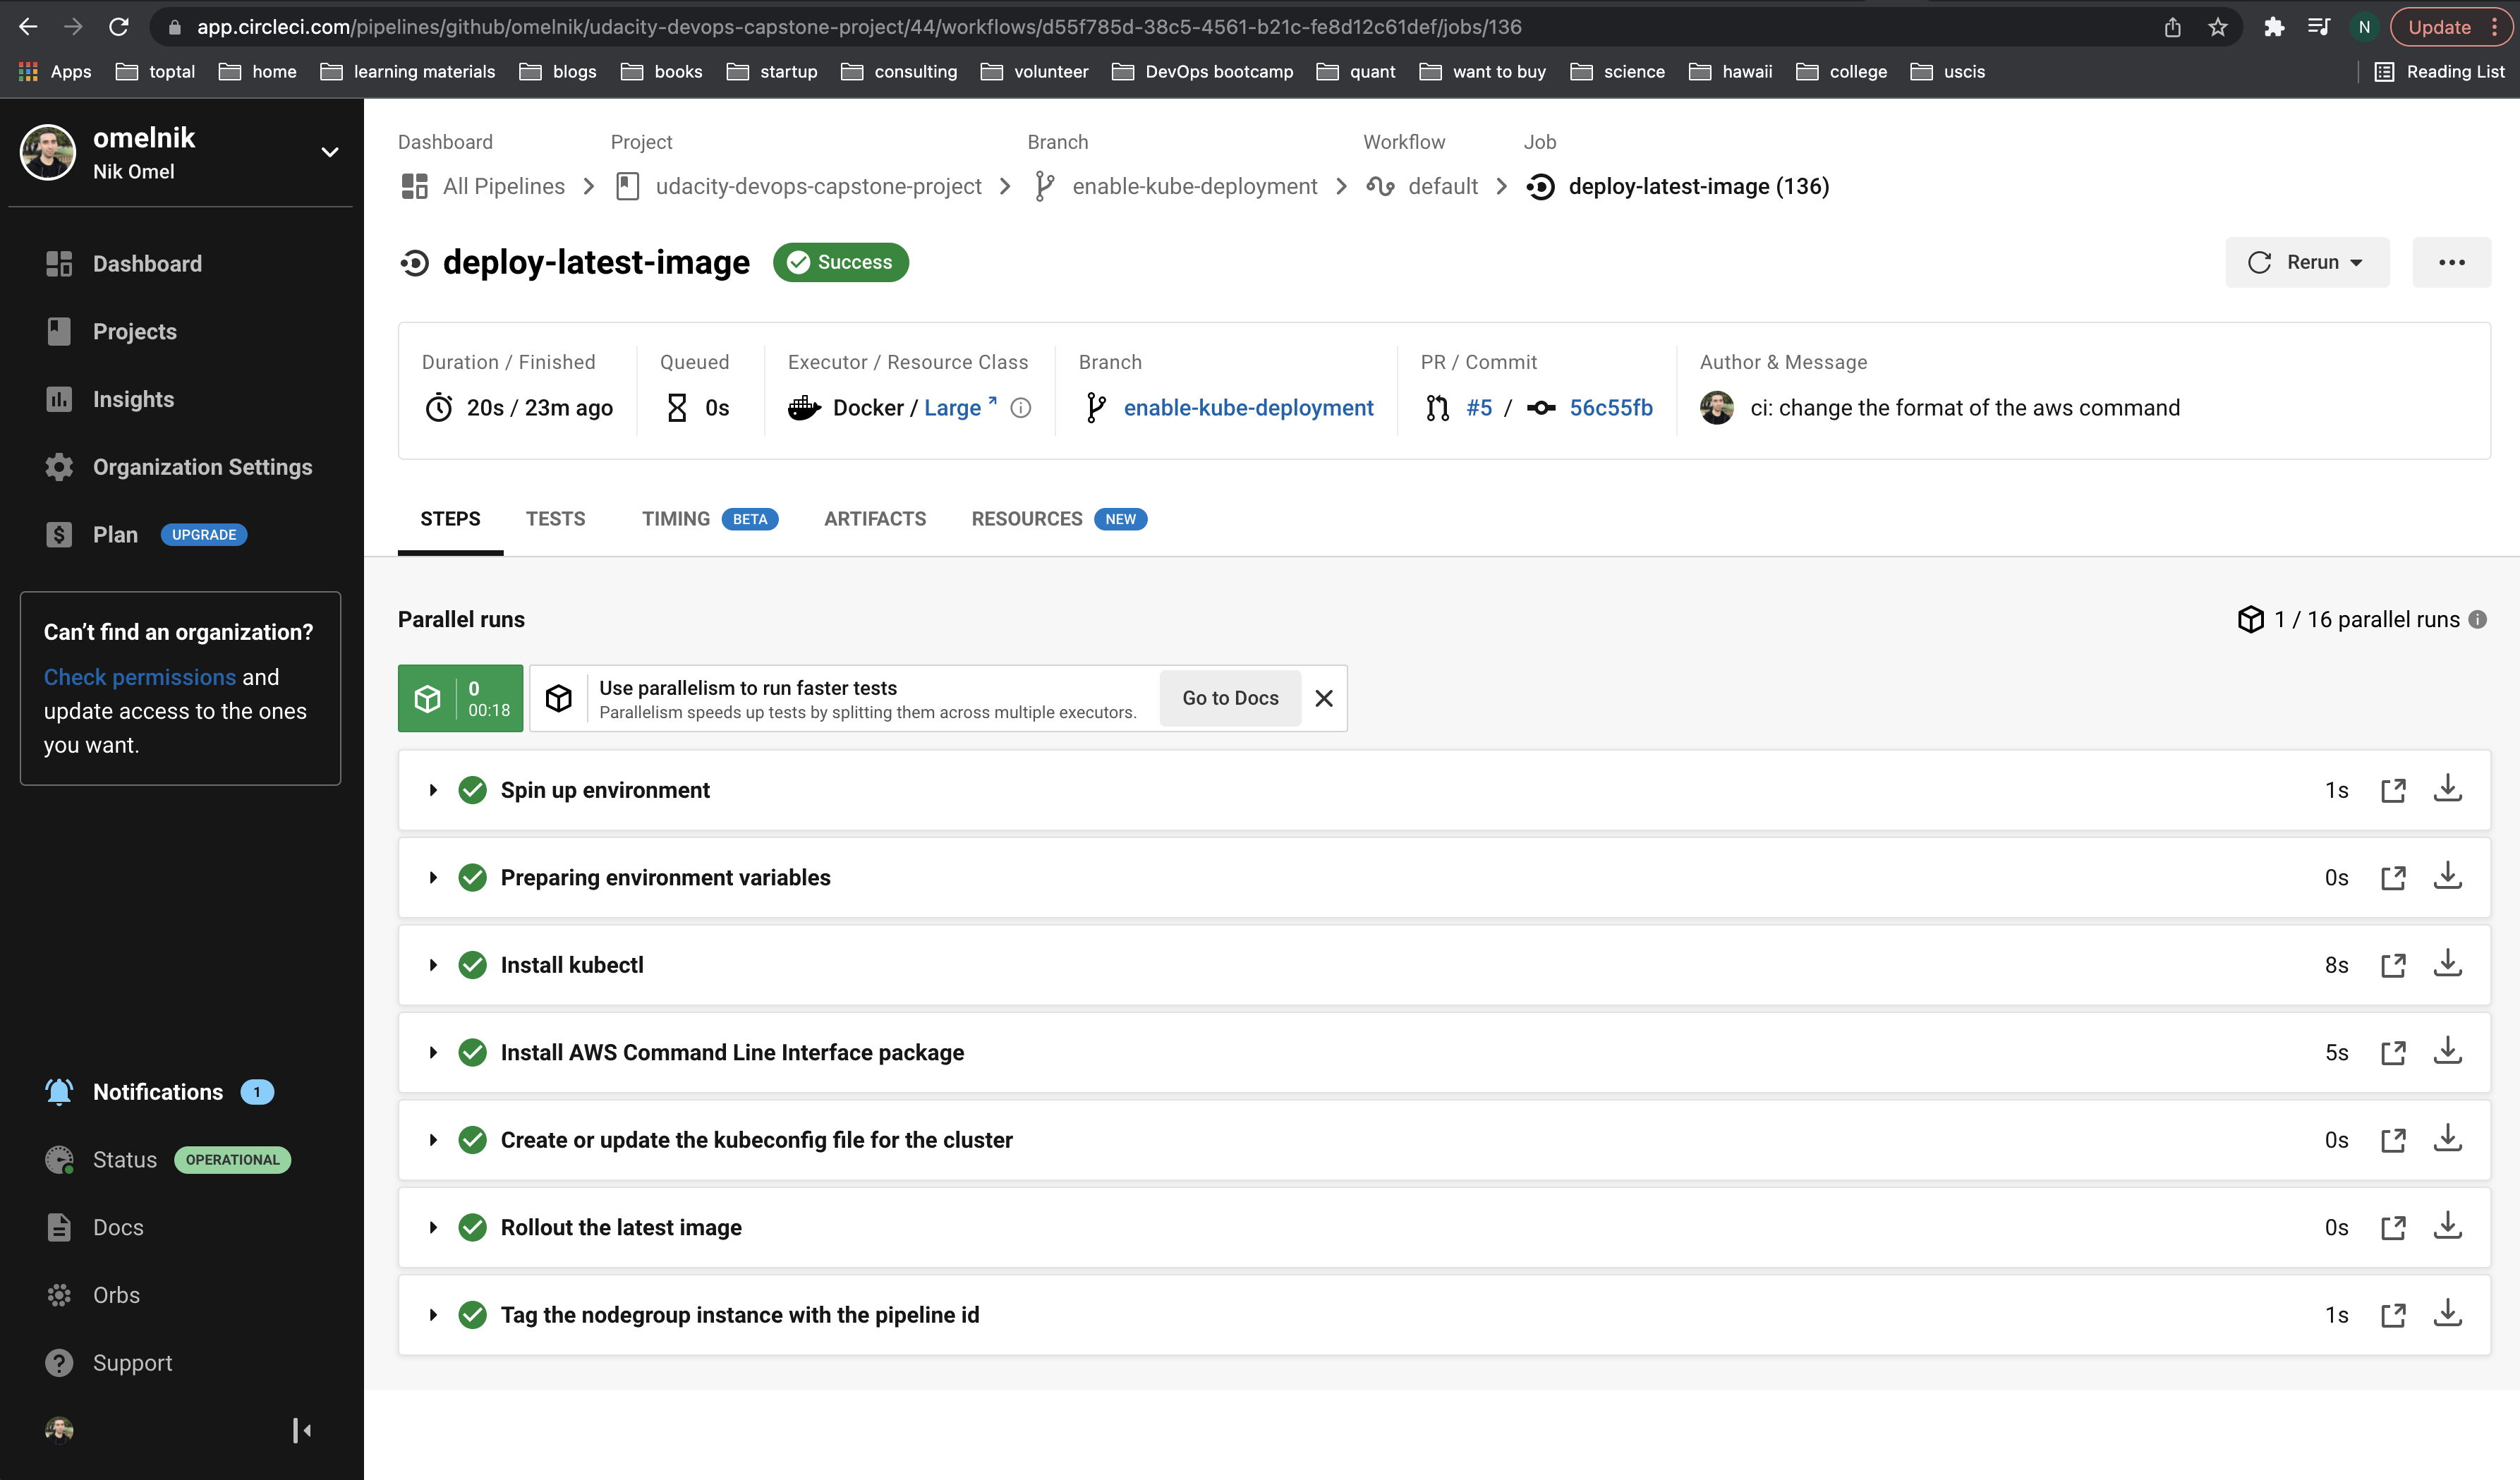 app.circleci.com/pipelines/github/omelnik/udacity-devops-capstone-project/44/workflows/d55f785d-38c5-4561-b21c-fe8d12c61def/jobs/136
N
Update
Apps toptal home learning materials blogs books startup consulting volunteer DevOps bootcamp quant want to buy science hawaii college uscis Reading List
omelnik
Nik Omel
Dashboard
Projects
Insights
Organization Settings
Plan UPGRADE
Can’t find an organization?
Check permissions and
update access to the ones
you want.
Notifications 1
Status OPERATIONAL
Docs
Orbs
Support
Dashboard Project Branch Workflow Job
All Pipelines udacity-devops-capstone-project enable-kube-deployment default deploy-latest-image (136)
deploy-latest-image Success Rerun
Duration / Finished Queued Executor / Resource Class Branch PR / Commit Author & Message
20s / 23m ago 0s Docker / Large enable-kube-deployment #5 / 56c55fb ci: change the format of the aws command
STEPS TESTS TIMING BETA ARTIFACTS RESOURCES NEW
Parallel runs 1 / 16 parallel runs
0
00:18
Use parallelism to run faster tests
Parallelism speeds up tests by splitting them across multiple executors.
Go to Docs
Spin up environment 1s
Preparing environment variables 0s
Install kubectl 8s
Install AWS Command Line Interface package 5s
Create or update the kubeconfig file for the cluster 0s
Rollout the latest image 0s
Tag the nodegroup instance with the pipeline id 1s